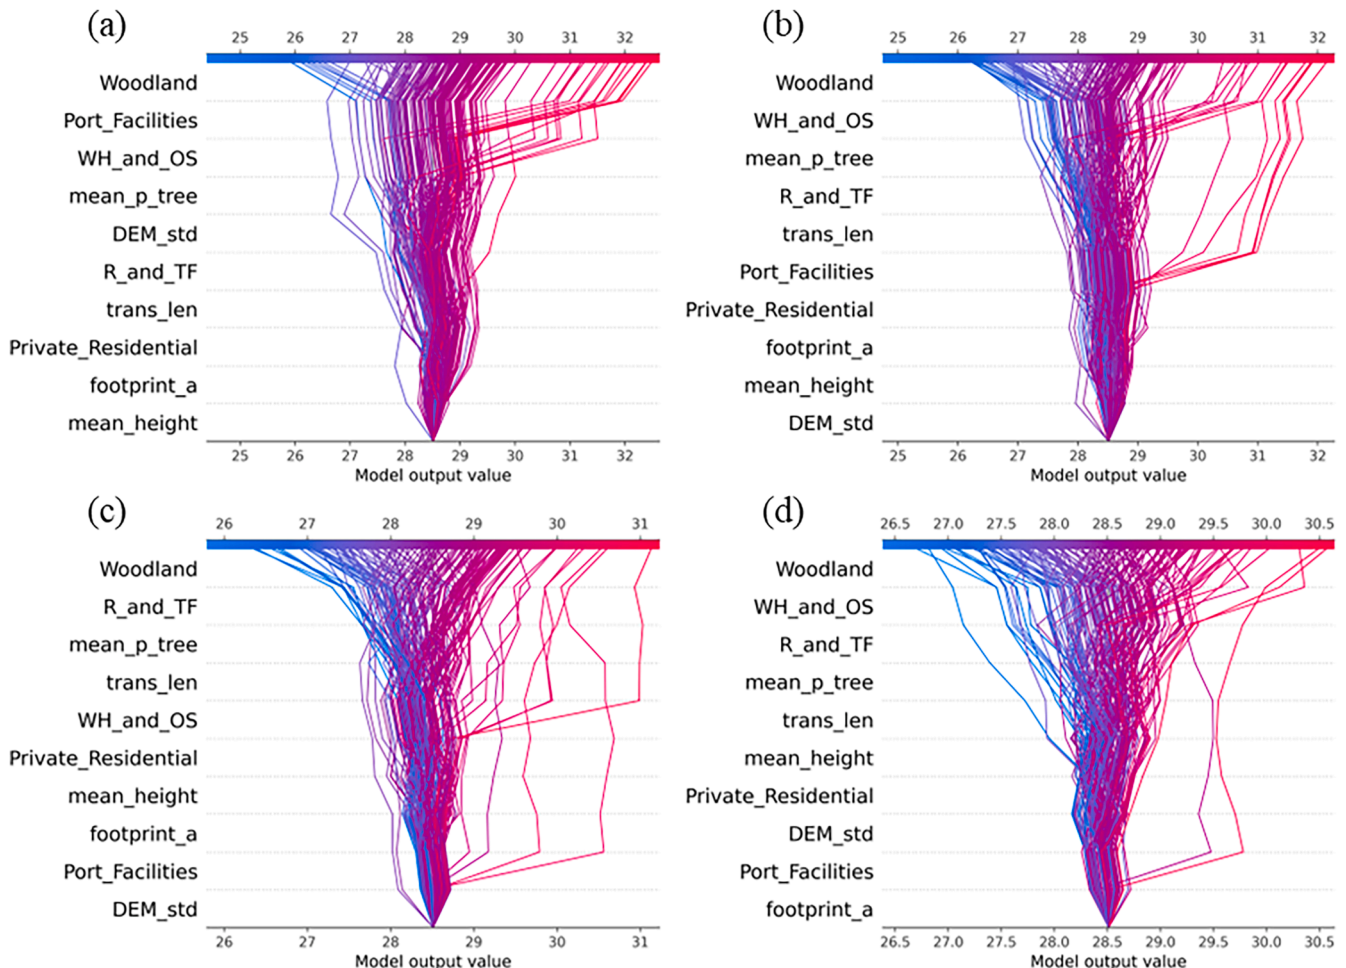 (a)
25 26 27 28 29 30 31 32
Woodland
Port_Facilities
WH_and_OS
mean_p_tree
DEM_std
R_and_TF
trans_len
Private_Residential
footprint_a
mean_height
25 26 27 28 29 30 31 32
Model output value
(b)
25 26 27 28 29 30 31 32
Woodland
WH_and_OS
mean_p_tree
R_and_TF
trans_len
Port_Facilities
Private_Residential
footprint_a
mean_height
DEM_std
25 26 27 28 29 30 31 32
Model output value
(c)
26 27 28 29 30 31
Woodland
R_and_TF
mean_p_tree
trans_len
WH_and_OS
Private_Residential
mean_height
footprint_a
Port_Facilities
DEM_std
26 27 28 29 30 31
Model output value
(d)
26.5 27.0 27.5 28.0 28.5 29.0 29.5 30.0 30.5
Woodland
WH_and_OS
R_and_TF
mean_p_tree
trans_len
mean_height
Private_Residential
DEM_std
Port_Facilities
footprint_a
26.5 27.0 27.5 28.0 28.5 29.0 29.5 30.0 30.5
Model output value